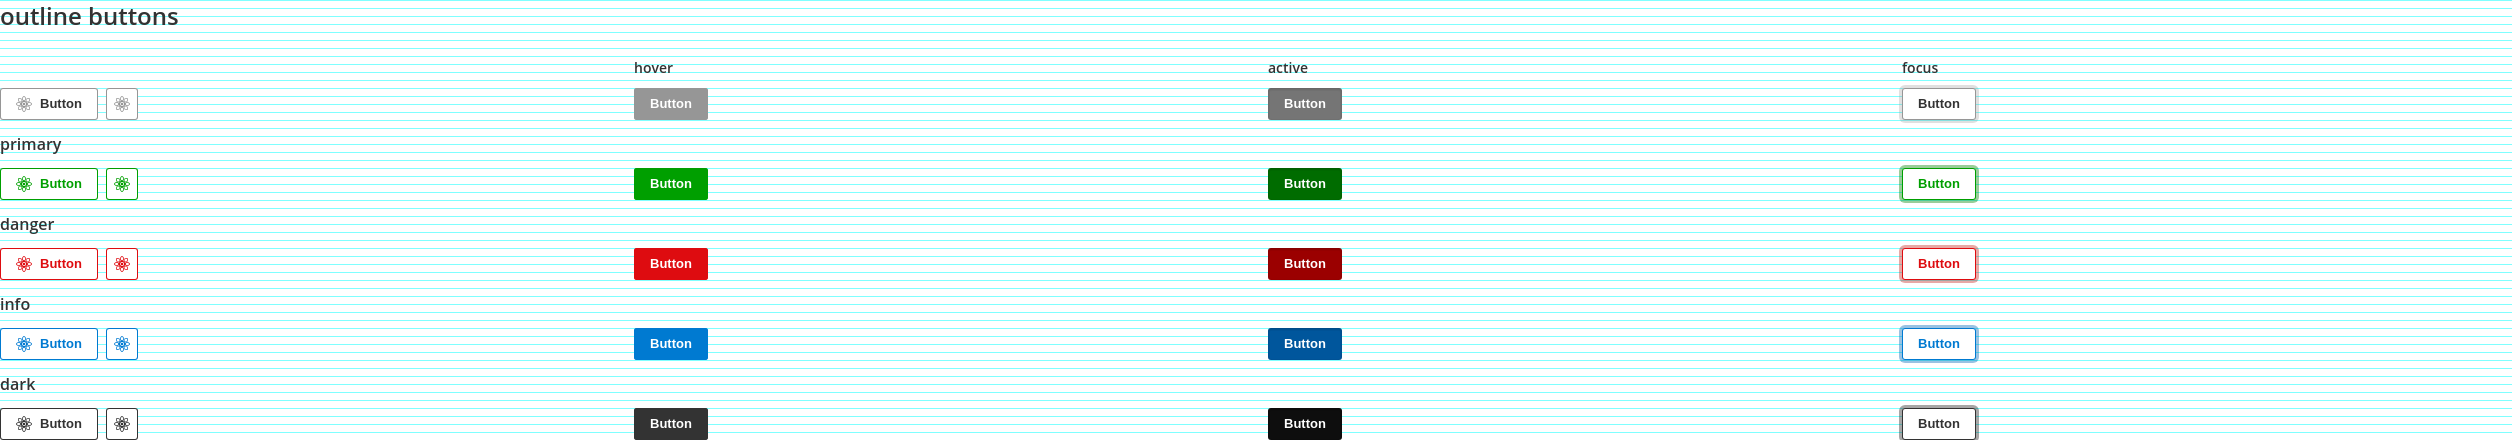 outline buttons
hover active focus
Button Button Button Button
primary
Button Button Button Button
danger
Button Button Button Button
info
Button Button Button Button
dark
Button Button Button Button